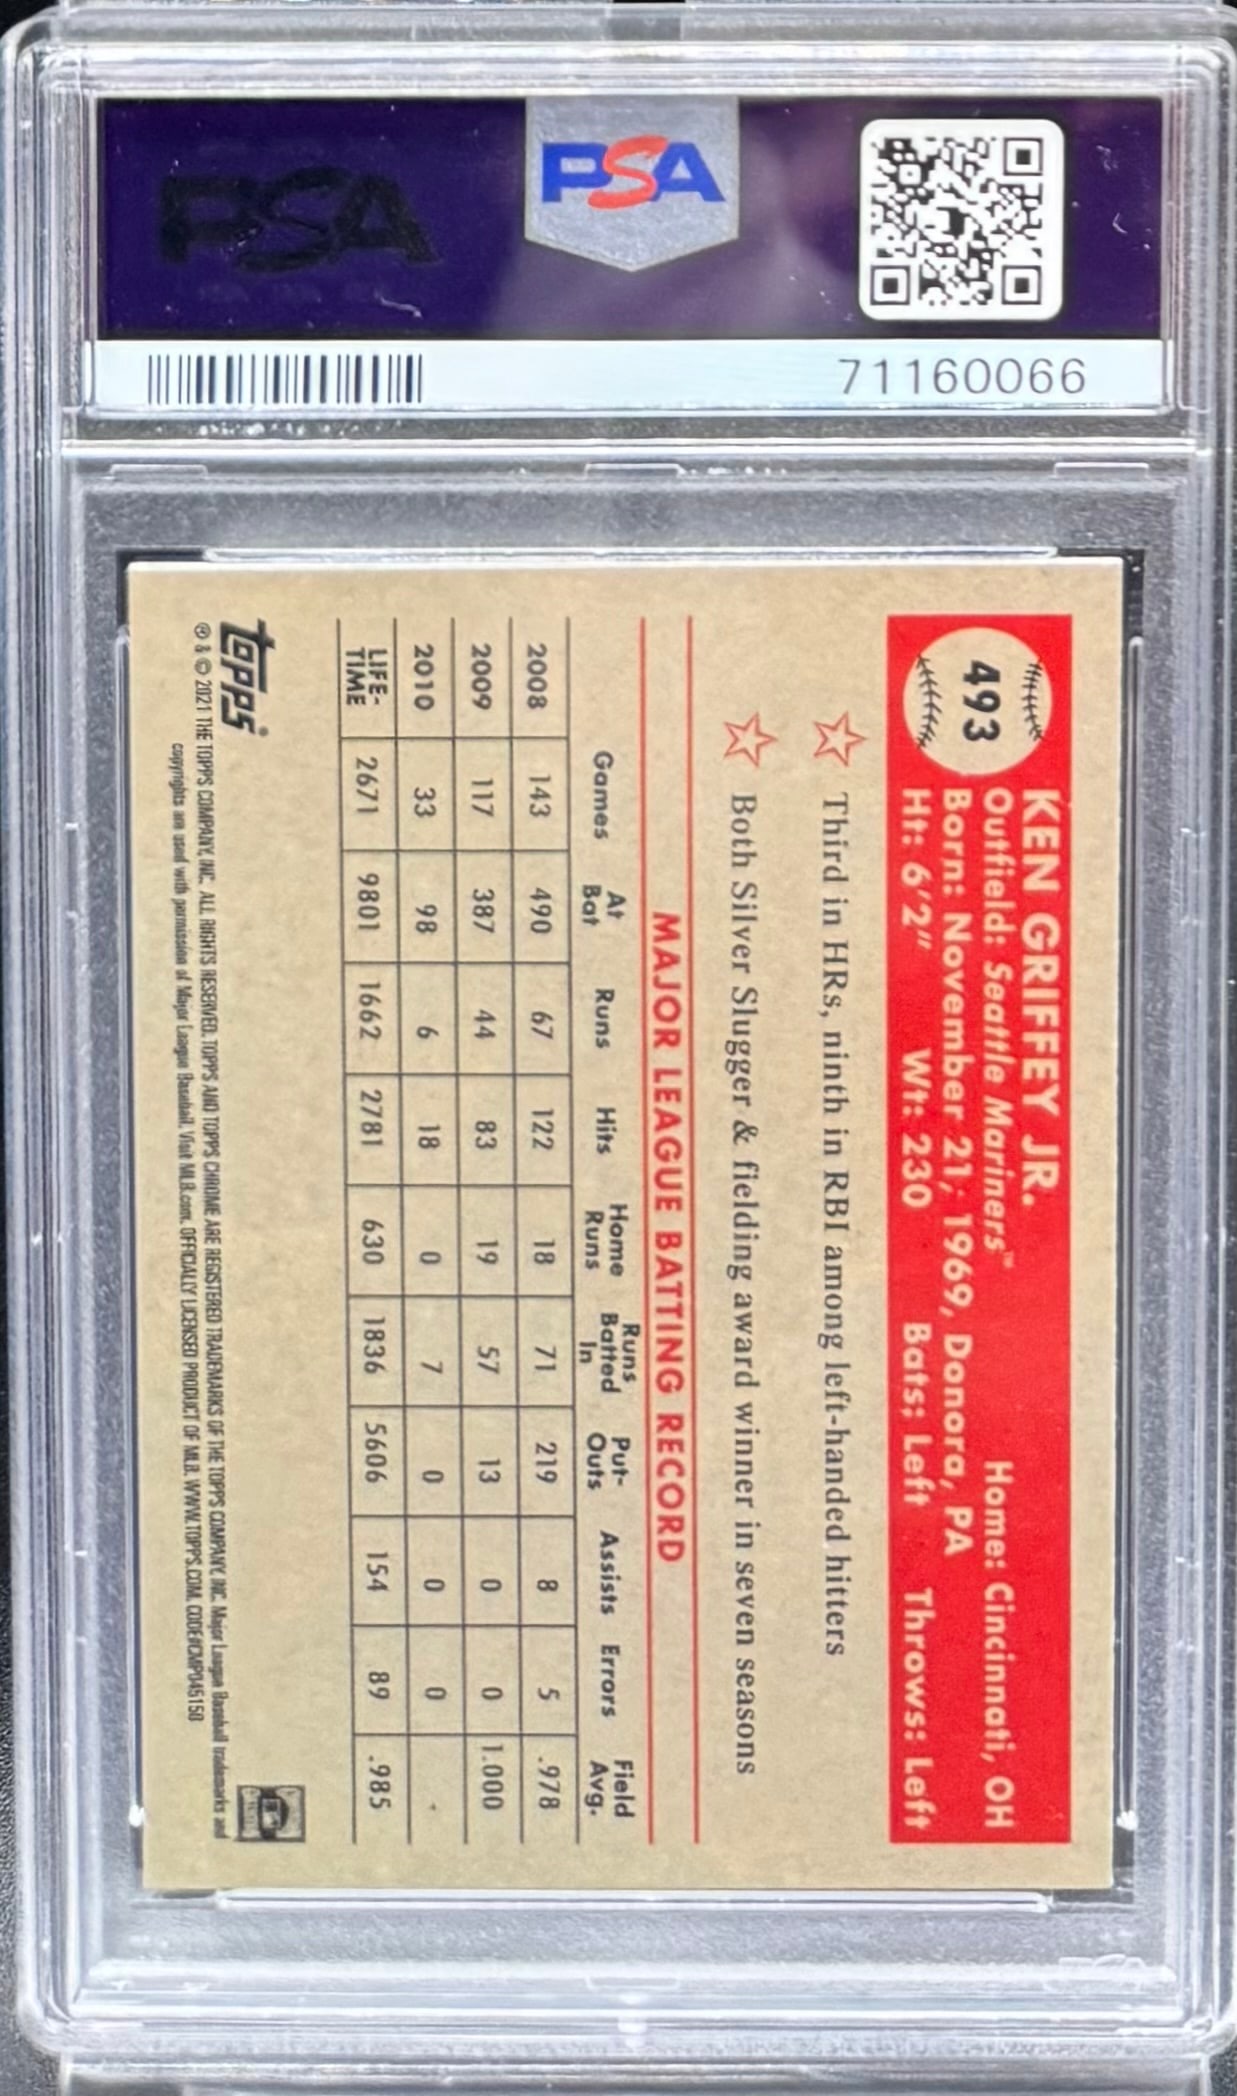 PSA
PSA
71160066
493
KEN GRIFFEY JR.
Outfield: Seattle Mariners™ Home: Cincinnati, OH
Born: November 21, 1969, Donora, PA
Ht: 6'2" Wt: 230 Bats: Left Throws: Left
Third in HRs, ninth in RBI among left-handed hitters
Both Silver Slugger & fielding award winner in seven seasons
MAJOR LEAGUE BATTING RECORD
Games At Bat Runs Hits Home Runs Runs Batted In Put-Outs Assists Errors Field Avg.
2008 143 490 67 122 18 71 219 8 5 .978
2009 117 387 44 83 19 57 13 0 0 1.000
2010 33 98 6 18 0 7 0 0 0 .
LIFE-TIME 2671 9801 1662 2781 630 1836 5606 154 89 .985
topps®
® & © 2021 THE TOPPS COMPANY, INC. ALL RIGHTS RESERVED. TOPPS AND TOPPS CHROME ARE REGISTERED TRADEMARKS OF THE TOPPS COMPANY, INC. Major League Baseball trademarks and
copyrights are used with permission of Major League Baseball. Visit MLB.com. OFFICIALLY LICENSED PRODUCT OF MLB. WWW.TOPPS.COM. CODE#CMP045150